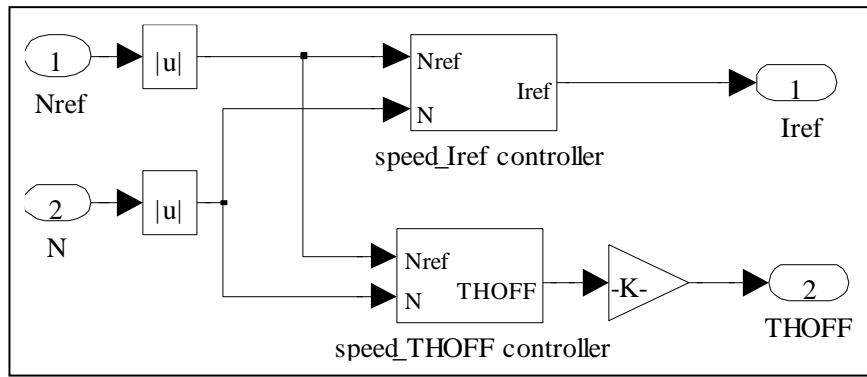 1
|u|
Nref
Nref
N
Iref
speed_Iref controller
1
Iref
2
|u|
N
Nref
N
THOFF
speed_THOFF controller
-K-
2
THOFF